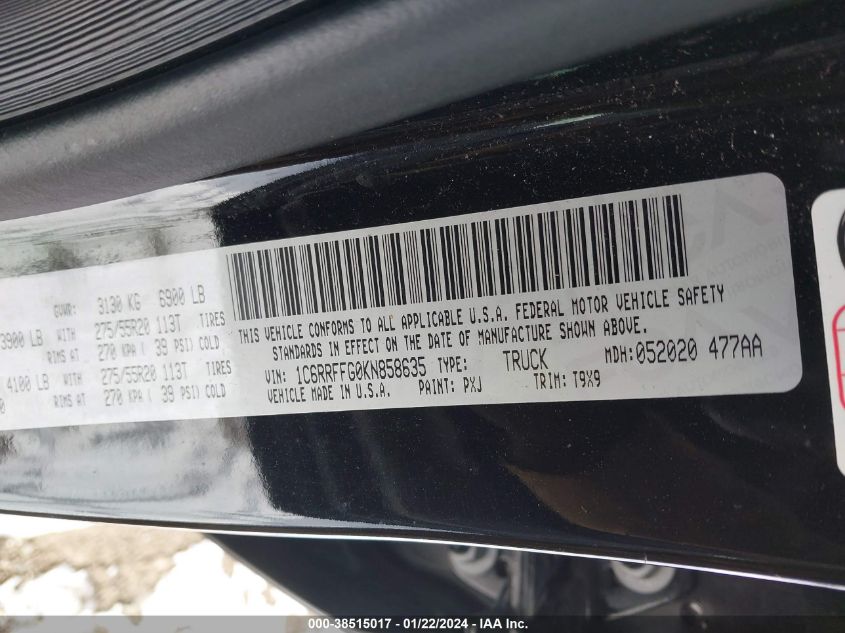 GVWR: 3130 KG 6900 LB
3900 LB WITH 275/55R20 113T TIRES
RIMS AT 270 KPA ( 39 PSI) COLD
4100 LB WITH 275/55R20 113T TIRES
RIMS AT 270 KPA ( 39 PSI) COLD
THIS VEHICLE CONFORMS TO ALL APPLICABLE U.S.A. FEDERAL MOTOR VEHICLE SAFETY
STANDARDS IN EFFECT ON THE DATE OF MANUFACTURE SHOWN ABOVE.
VIN: 1C6RRFFG0KN858635 TYPE: TRUCK MDH:052020 477AA
VEHICLE MADE IN U.S.A. PAINT: PXJ TRIM: T9X9
000-38515017 - 01/22/2024 - IAA Inc.